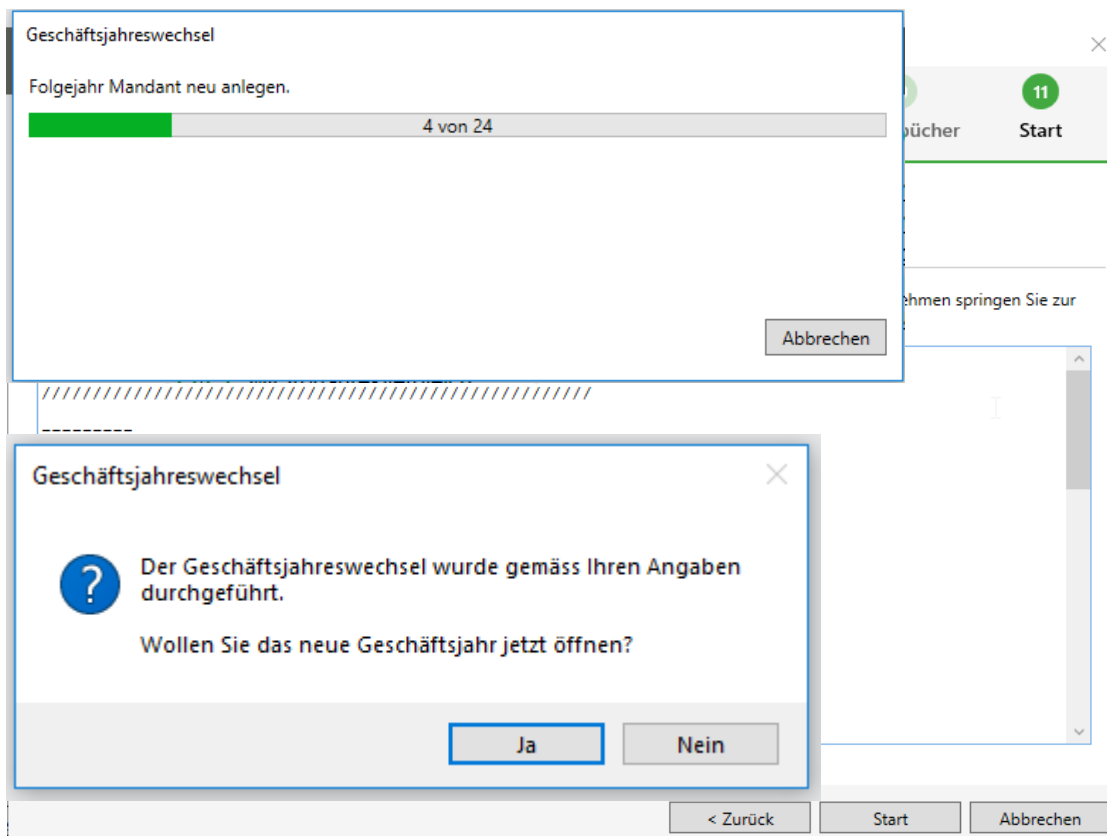 Geschäftsjahreswechsel
Folgejahr Mandant neu anlegen.
4 von 24
11
Start
Abbrechen
springen Sie zur
//////////////////////////////////////////////////////
---------
Geschäftsjahreswechsel
Der Geschäftsjahreswechsel wurde gemäss Ihren Angaben
durchgeführt.
Wollen Sie das neue Geschäftsjahr jetzt öffnen?
Ja Nein
< Zurück Start Abbrechen